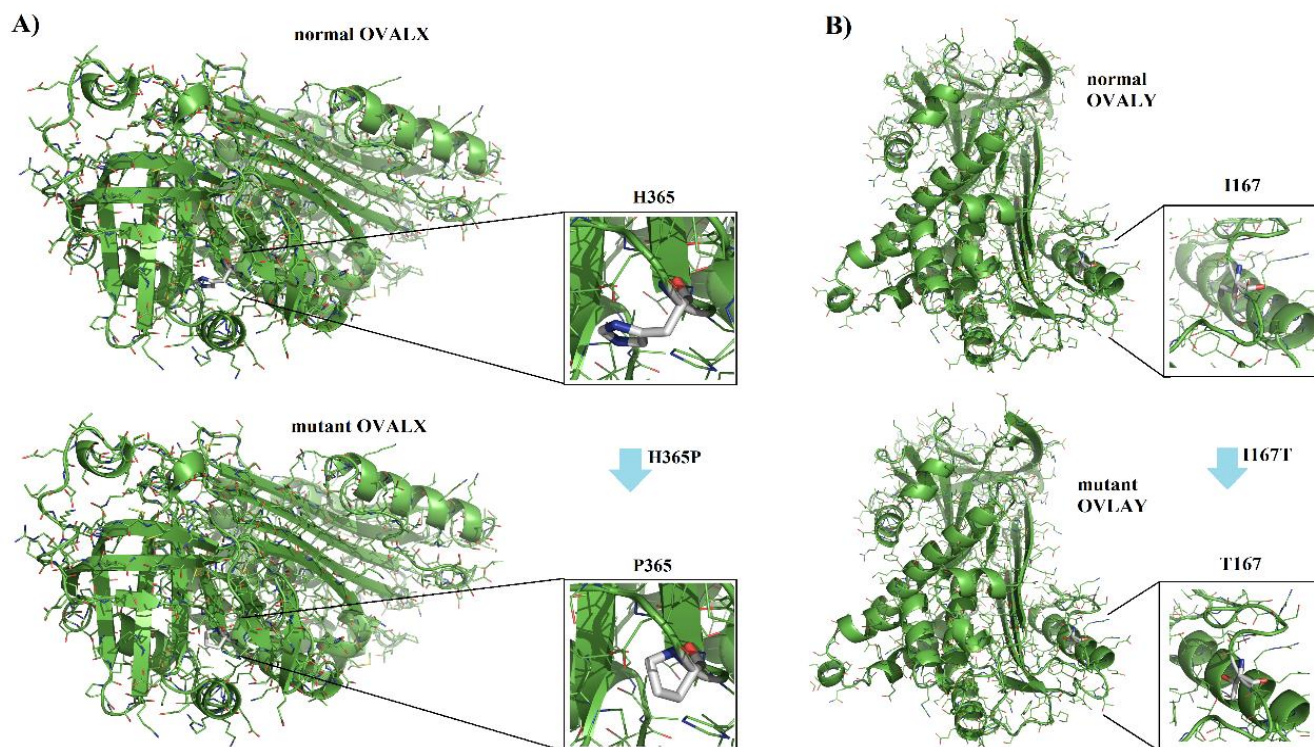 A)
normal OVALX
H365
mutant OVALX
H365P
P365
B)
normal
OVALY
I167
mutant
OVLAY
I167T
T167